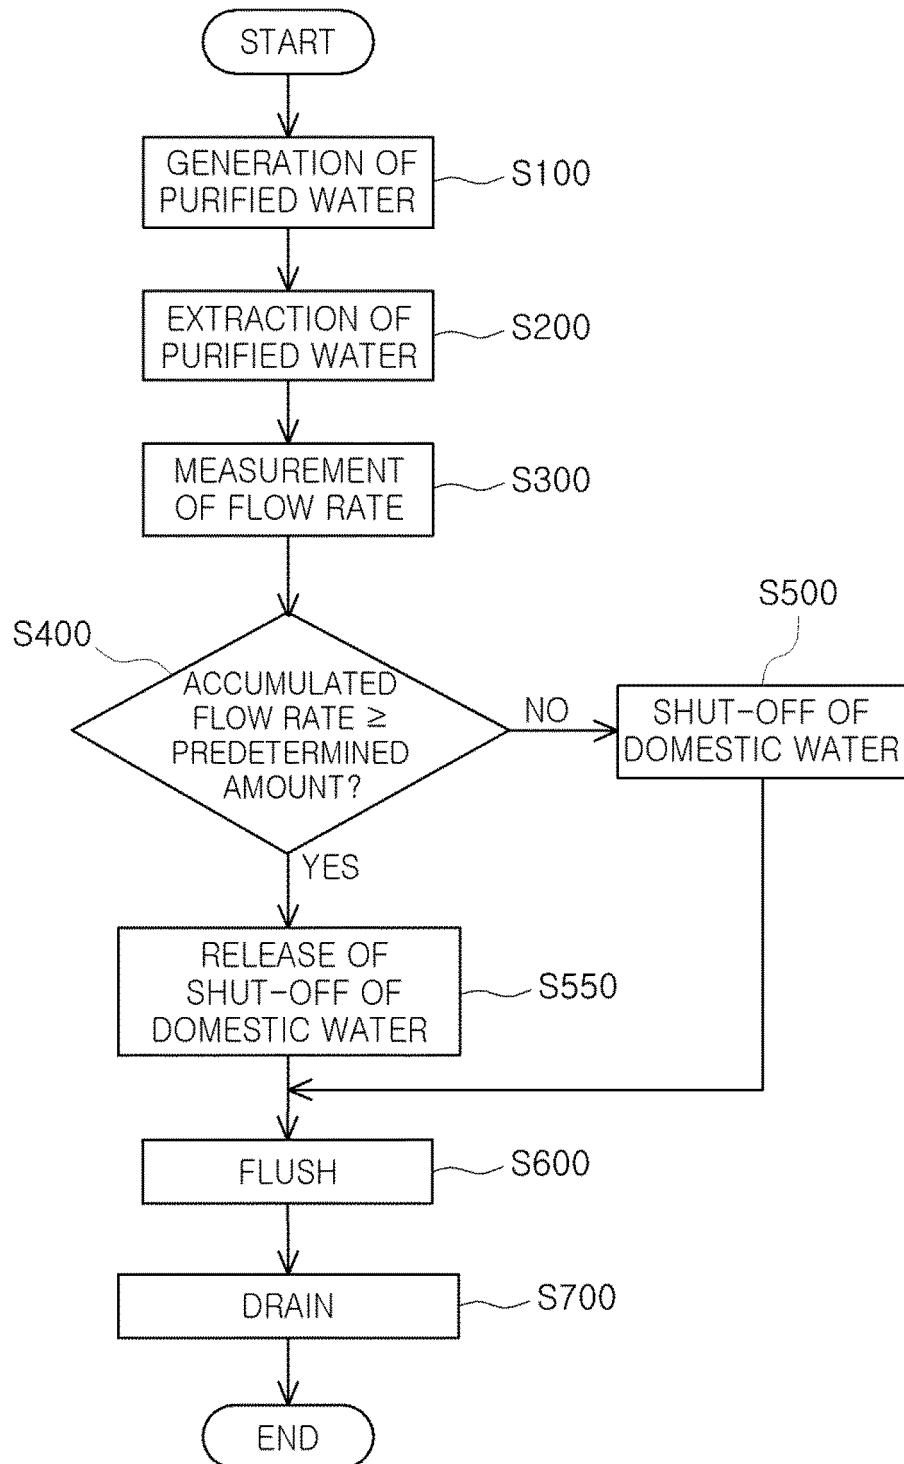 START
GENERATION OF
PURIFIED WATER
S100
EXTRACTION OF
PURIFIED WATER
S200
MEASUREMENT
OF FLOW RATE
S300
S400
ACCUMULATED
FLOW RATE ≥
PREDETERMINED
AMOUNT?
NO
S500
SHUT-OFF OF
DOMESTIC WATER
YES
RELEASE OF
SHUT-OFF OF
DOMESTIC WATER
S550
FLUSH
S600
DRAIN
S700
END